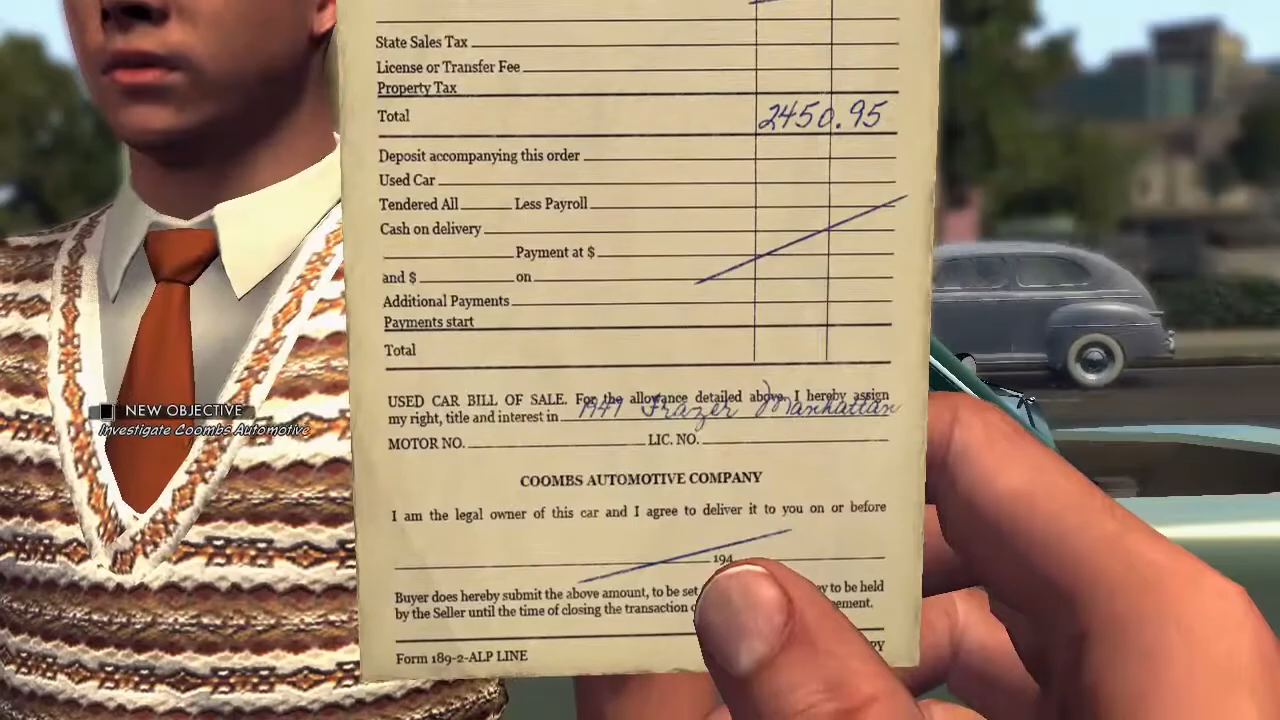 State Sales Tax
License or Transfer Fee
Property Tax
Total 2450.95
Deposit accompanying this order
Used Car
Tendered All Less Payroll
Cash on delivery
Payment at $
and $ on
Additional Payments
Payments start
Total
USED CAR BILL OF SALE. For the allowance detailed above, I hereby assign
my right, title and interest in 1947 Frazer Manhattan
NEW OBJECTIVE
Investigate Coombs Automotive
MOTOR NO. LIC. NO.
COOMBS AUTOMOTIVE COMPANY
I am the legal owner of this car and I agree to deliver it to you on or before
194
Buyer does hereby submit the above amount, to be set to be held
by the Seller until the time of closing the transaction
Form 189-2-ALP LINE